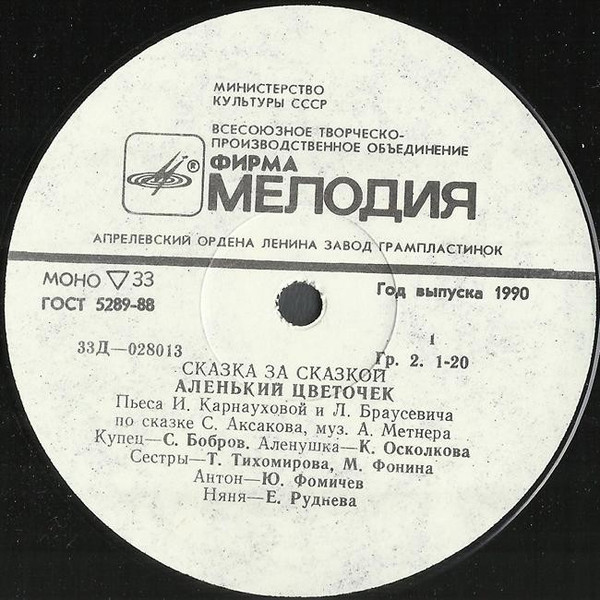 МИНИСТЕРСТВО
КУЛЬТУРЫ СССР
ВСЕСОЮЗНОЕ ТВОРЧЕСКО-
ПРОИЗВОДСТВЕННОЕ ОБЪЕДИНЕНИЕ
ФИРМА
® МЕЛОДИЯ
АПРЕЛЕВСКИЙ ОРДЕНА ЛЕНИНА ЗАВОД ГРАМПЛАСТИНОК
МОНО ▽ 33
ГОСТ 5289-88
Год выпуска 1990
33Д—028013
1
Гр. 2. 1-20
СКАЗКА ЗА СКАЗКОЙ
АЛЕНЬКИЙ ЦВЕТОЧЕК
Пьеса И. Карнауховой и Л. Браусевича
по сказке С. Аксакова, муз. А. Метнера
Купец—С. Бобров. Аленушка—К. Осколкова
Сестры—Т. Тихомирова, М. Фонина
Антон—Ю. Фомичев
Няня—Е. Руднева